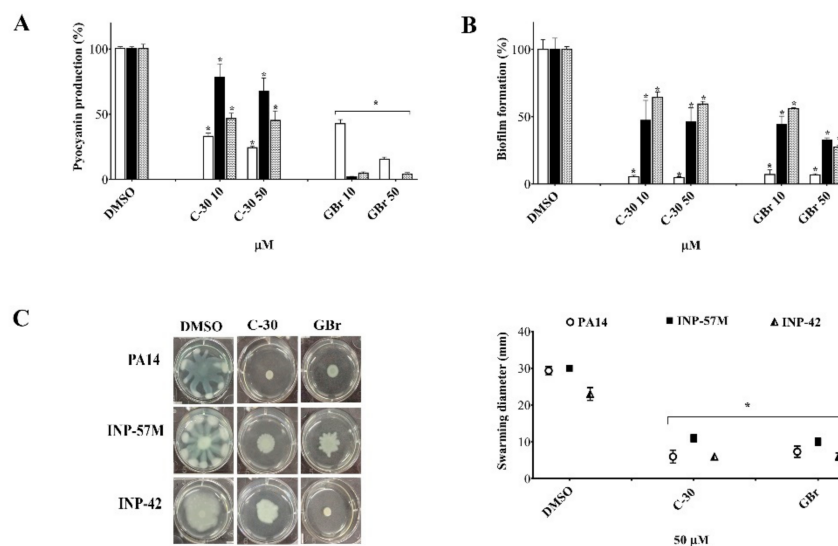 A
Pyocyanin production (%)
100
50
0
*
*
*
*
*
*
*
DMSO
C-30 10
C-30 50
GBr 10
GBr 50
µM
B
Biofilm formation (%)
100
50
0
*
*
*
*
*
*
*
*
*
*
*
DMSO
C-30 10
C-30 50
GBr 10
GBr 50
µM
C
DMSO
C-30
GBr
PA14
INP-57M
INP-42
PA14
INP-57M
INP-42
Swarming diameter (mm)
40
30
20
10
0
*
DMSO
C-30
GBr
50 µM